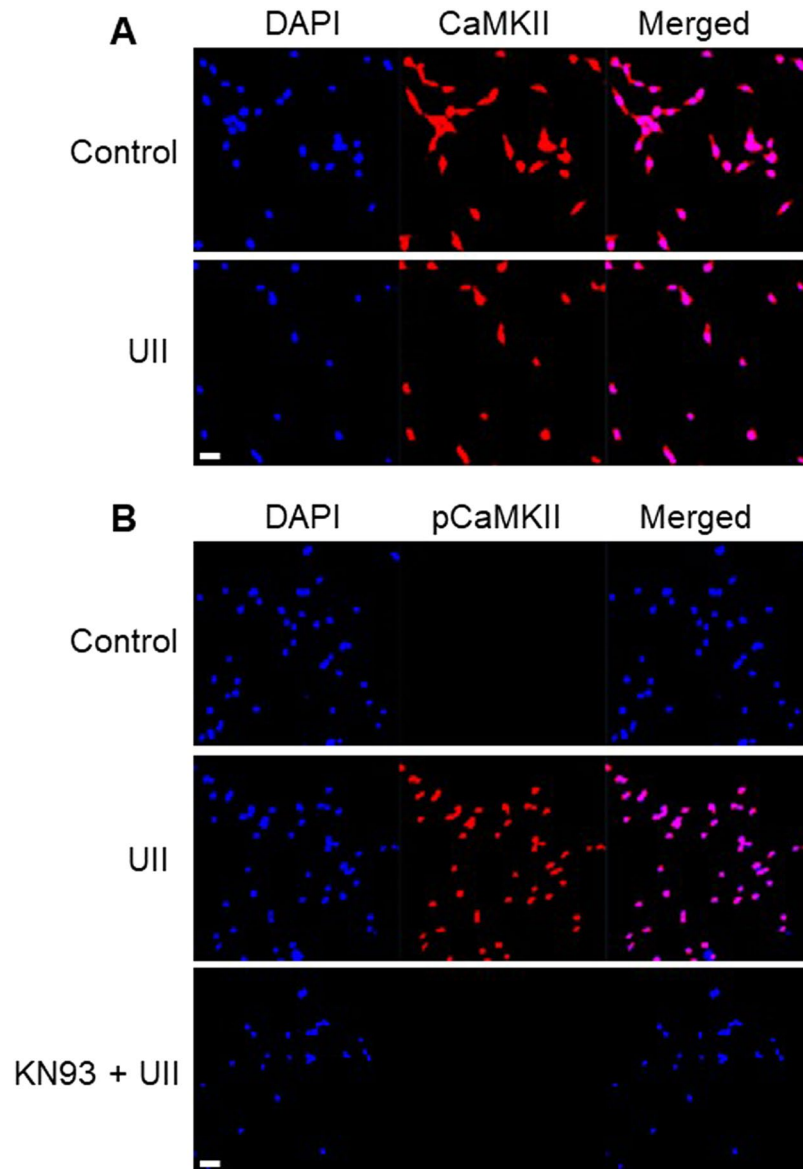 A DAPI CaMKII Merged
Control
UII
B DAPI pCaMKII Merged
Control
UII
KN93 + UII